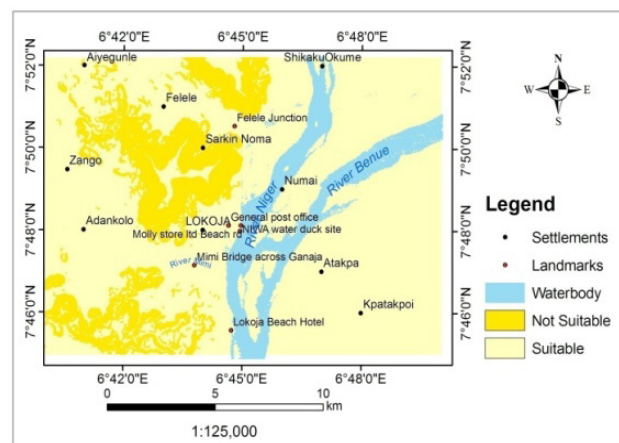 6°42'0"E 6°45'0"E 6°48'0"E
7°52'0"N
7°50'0"N
7°48'0"N
7°46'0"N
Aiyegunle
ShikakuOkume
Felele
Felele Junction
Sarkin Noma
Zango
Numai
River Benue
River Niger
Adankolo
LOKOJA
General post office
Molly store ltd Beach rd
NIWA water duck site
River Mimi
Mimi Bridge across Ganaja
Atakpa
Kpatakpoi
Lokoja Beach Hotel
7°52'0"N
7°50'0"N
7°48'0"N
7°46'0"N
6°42'0"E 6°45'0"E 6°48'0"E
0 5 10
km
1:125,000
N
W E
S
Legend
Settlements
Landmarks
Waterbody
Not Suitable
Suitable